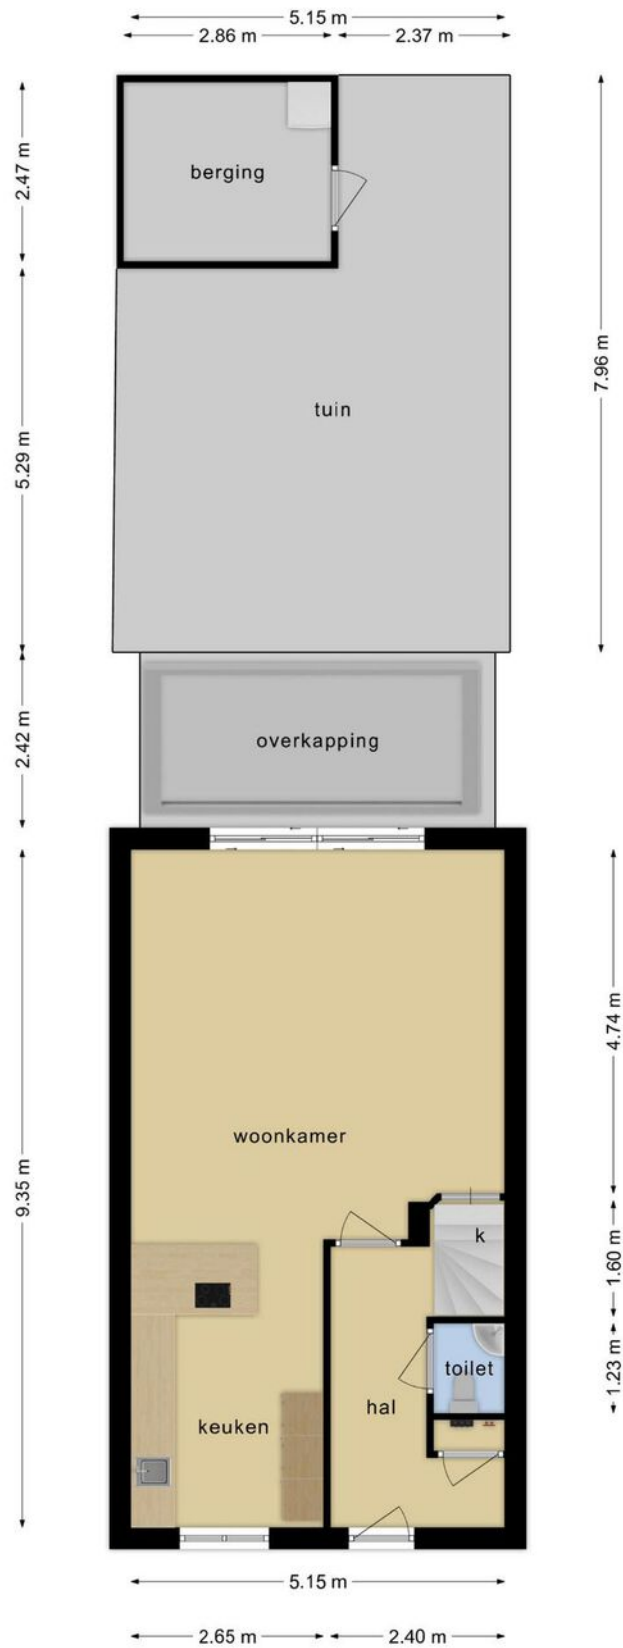 5.15 m
2.86 m
2.37 m
2.47 m
berging
7.96 m
tuin
5.29 m
2.42 m
overkapping
4.74 m
woonkamer
9.35 m
k
1.60 m
toilet
1.23 m
hal
keuken
5.15 m
2.65 m
2.40 m